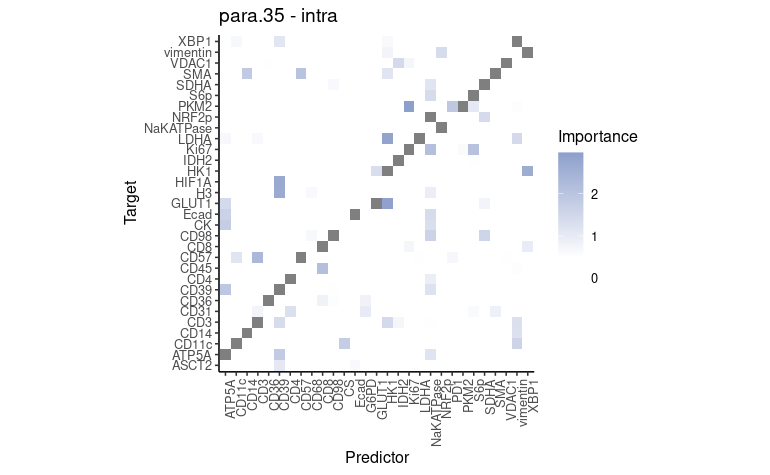 para.35 - intra
XBP1
vimentin
VDAC1
SMA
SDHA
S6p
PKM2
NRF2p
NaKATPase
LDHA
Ki67
IDH2
HK1
HIF1A
H3
GLUT1
Ecad
CK
CD98
CD8
CD57
CD45
CD4
CD39
CD36
CD31
CD3
CD14
CD11c
ATP5A
ASCT2
Target
ATP5A
CD11c
CD14
CD3
CD36
CD39
CD4
CD57
CD68
CD8
CD98
CS
Ecad
G6PD
GLUT1
HK1
IDH2
Ki67
LDHA
NaKATPase
NRF2p
PD1
PKM2
S6p
SDHA
SMA
VDAC1
vimentin
XBP1
Predictor
Importance
2
1
0